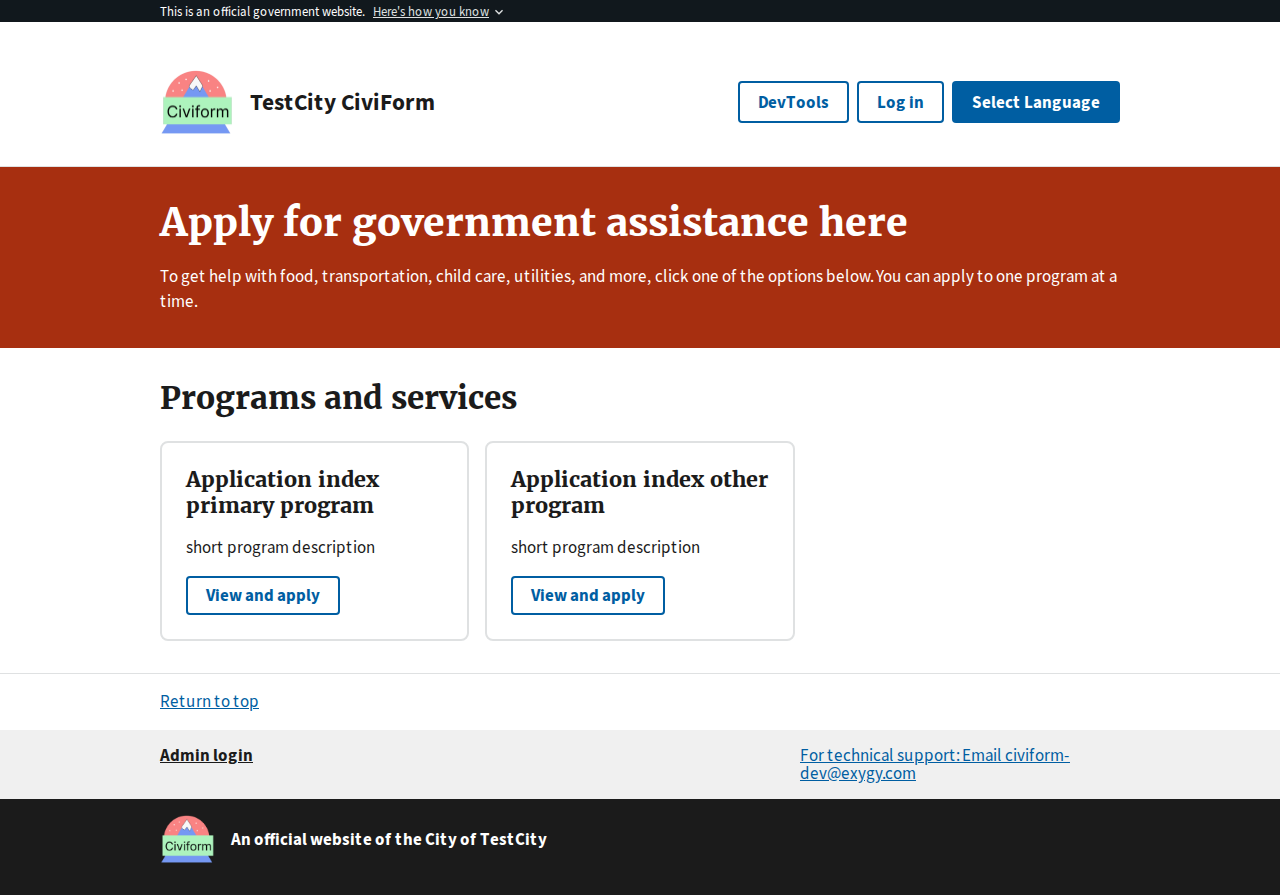 This is an official government website. Here's how you know
Civiform
TestCity CiviForm
DevTools
Log in
Select Language
Apply for government assistance here
To get help with food, transportation, child care, utilities, and more, click one of the options below. You can apply to one program at a
time.
Programs and services
Application index
primary program
short program description
View and apply
Application index other
program
short program description
View and apply
Return to top
Admin login
For technical support: Email civiform-
dev@exygy.com
Civiform
An official website of the City of TestCity